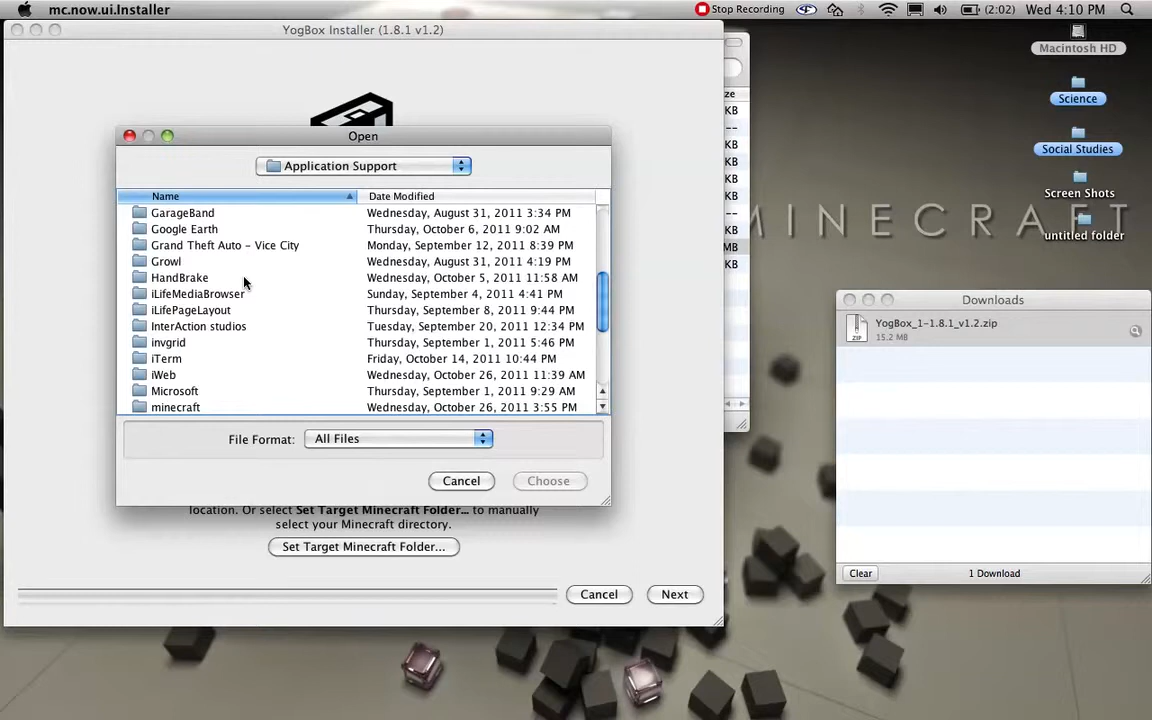 mc.now.ui.Installer
Stop Recording
(2:02)
Wed 4:10 PM
YogBox Installer (1.8.1 v1.2)
Macintosh HD
Science
Social Studies
Screen Shots
untitled folder
MINECRAFT
ze
KB
--
KB
KB
KB
KB
--
MB
KB
Open
Application Support
Name Date Modified
GarageBand Wednesday, August 31, 2011 3:34 PM
Google Earth Thursday, October 6, 2011 9:02 AM
Grand Theft Auto - Vice City Monday, September 12, 2011 8:39 PM
Growl Wednesday, August 31, 2011 4:19 PM
HandBrake Wednesday, October 5, 2011 11:58 AM
iLifeMediaBrowser Sunday, September 4, 2011 4:41 PM
iLifePageLayout Thursday, September 8, 2011 9:44 PM
InterAction studios Tuesday, September 20, 2011 12:34 PM
invgrid Thursday, September 1, 2011 5:46 PM
iTerm Friday, October 14, 2011 10:44 PM
iWeb Wednesday, October 26, 2011 11:39 AM
Microsoft Thursday, September 1, 2011 9:29 AM
minecraft Wednesday, October 26, 2011 3:55 PM
File Format: All Files
Cancel Choose
location. Or select Set Target Minecraft Folder... to manually
select your Minecraft directory.
Set Target Minecraft Folder...
Cancel Next
Downloads
YogBox_1-1.8.1_v1.2.zip
15.2 MB
ZIP
Clear 1 Download